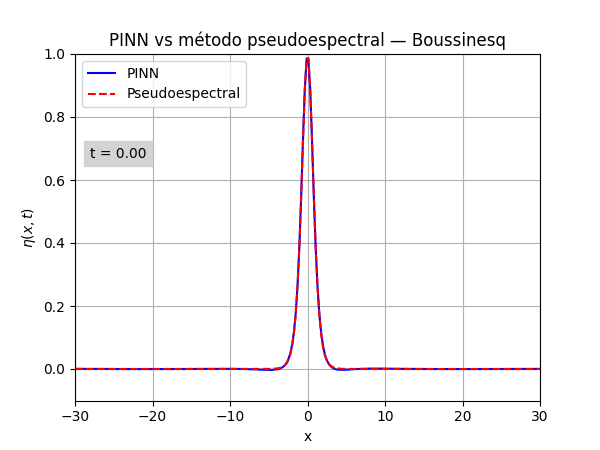 PINN vs método pseudoespectral — Boussinesq
PINN
Pseudoespectral
t = 0.00
η(x, t)
1.0
0.8
0.6
0.4
0.2
0.0
−30
−20
−10
0
10
20
30
x